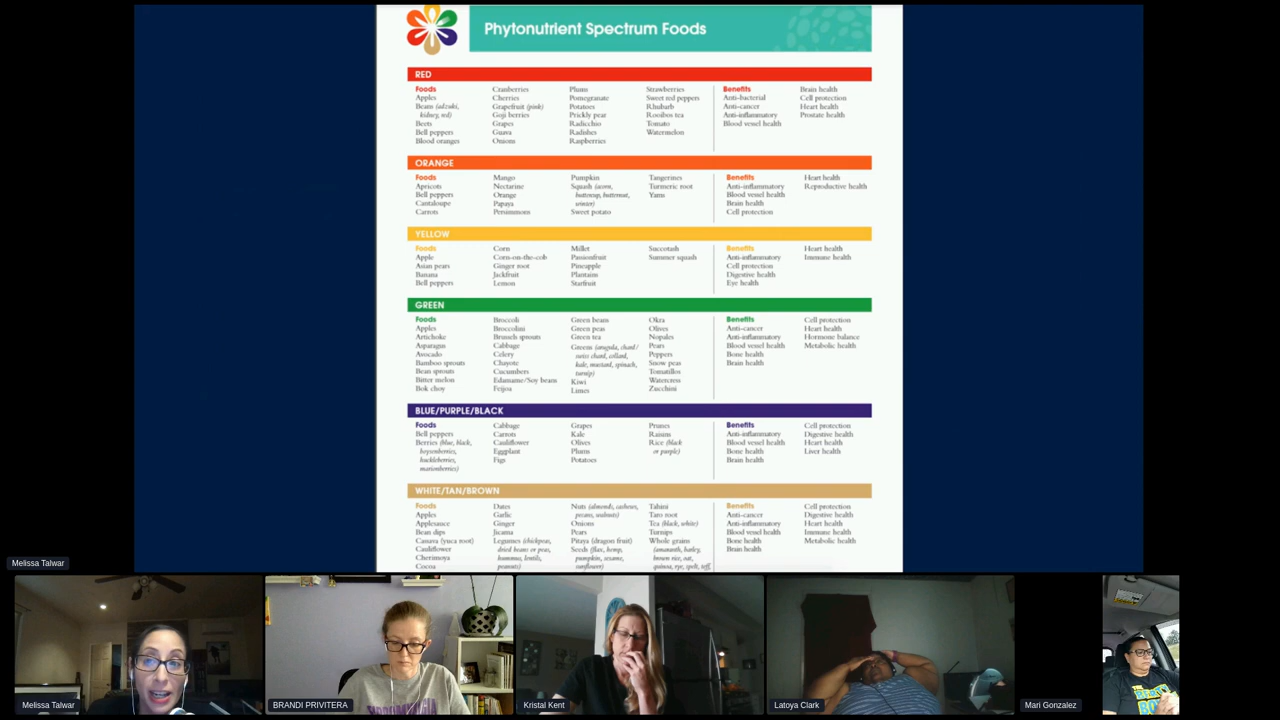 Phytonutrient Spectrum Foods
RED
Foods
Apples
Beans (adzuki,
kidney, red)
Beets
Bell peppers
Blood oranges
Cranberries
Cherries
Grapefruit (pink)
Goji berries
Grapes
Guava
Onions
Plums
Pomegranate
Potatoes
Prickly pear
Radicchio
Radishes
Raspberries
Strawberries
Sweet red peppers
Rhubarb
Rooibos tea
Tomato
Watermelon
Benefits
Anti-bacterial
Anti-cancer
Anti-inflammatory
Blood vessel health
Brain health
Cell protection
Heart health
Prostate health
ORANGE
Foods
Apricots
Bell peppers
Cantaloupe
Carrots
Mango
Nectarine
Orange
Papaya
Persimmons
Pumpkin
Squash (acorn,
buttercup, butternut,
winter)
Sweet potato
Tangerines
Turmeric root
Yams
Benefits
Anti-inflammatory
Blood vessel health
Brain health
Cell protection
Heart health
Reproductive health
YELLOW
Foods
Apple
Asian pears
Banana
Bell peppers
Corn
Corn-on-the-cob
Ginger root
Jackfruit
Lemon
Millet
Passionfruit
Pineapple
Plantains
Starfruit
Succotash
Summer squash
Benefits
Anti-inflammatory
Cell protection
Digestive health
Eye health
Heart health
Immune health
GREEN
Foods
Apples
Artichoke
Asparagus
Avocado
Bamboo sprouts
Bean sprouts
Bitter melon
Bok choy
Broccoli
Broccolini
Brussels sprouts
Cabbage
Celery
Chayote
Cucumbers
Edamame/Soy beans
Feijoa
Green beans
Green peas
Green tea
Greens (arugula, chard/
swiss chard, collard,
kale, mustard, spinach,
turnip)
Kiwi
Limes
Okra
Olives
Nopales
Pears
Peppers
Snow peas
Tomatillos
Watercress
Zucchini
Benefits
Anti-cancer
Anti-inflammatory
Blood vessel health
Bone health
Brain health
Cell protection
Heart health
Hormone balance
Metabolic health
BLUE/PURPLE/BLACK
Foods
Bell peppers
Berries (blue, black,
boysenberries,
huckleberries,
marionberries)
Cabbage
Carrots
Cauliflower
Eggplant
Figs
Grapes
Kale
Olives
Plums
Potatoes
Prunes
Raisins
Rice (black
or purple)
Benefits
Anti-inflammatory
Blood vessel health
Bone health
Brain health
Cell protection
Digestive health
Heart health
Liver health
WHITE/TAN/BROWN
Foods
Apples
Applesauce
Bean dips
Cassava (yuca root)
Cauliflower
Cherimoya
Cocoa
Dates
Garlic
Ginger
Jicama
Legumes (chickpeas,
dried beans or peas,
hummus, lentils,
peanuts)
Nuts (almonds, cashews,
pecans, walnuts)
Onions
Pears
Pitaya (dragon fruit)
Seeds (flax, hemp,
pumpkin, sesame,
sunflower)
Tahini
Taro root
Tea (black, white)
Turnips
Whole grains
(amaranth, barley,
brown rice, oat,
quinoa, rye, spelt, teff,
Benefits
Anti-cancer
Anti-inflammatory
Blood vessel health
Bone health
Brain health
Cell protection
Digestive health
Heart health
Immune health
Metabolic health
Melissa Talwar
Melissa Talwar
BRANDI PRIVITERA
Kristal Kent
Latoya Clark
Mari Gonzalez